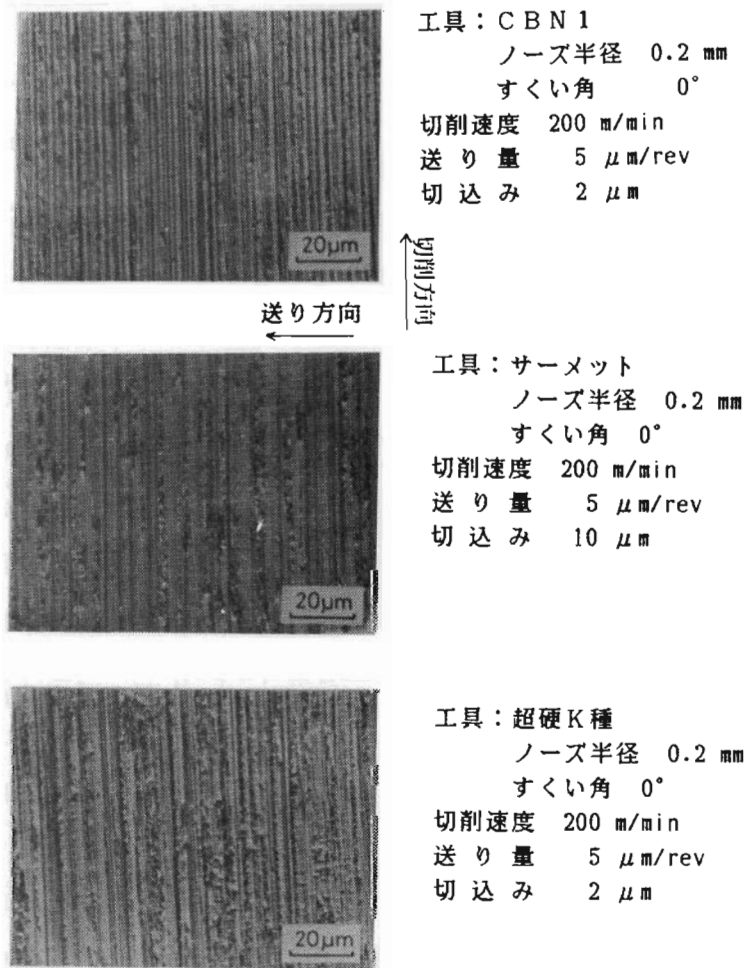 工具：CBN1
ノーズ半径 0.2 mm
すくい角 0°
切削速度 200 m/min
送り量 5 μm/rev
切込み 2 μm
20μm
切削方向
送り方向
工具：サーメット
ノーズ半径 0.2 mm
すくい角 0°
切削速度 200 m/min
送り量 5 μm/rev
切込み 10 μm
20μm
工具：超硬K種
ノーズ半径 0.2 mm
すくい角 0°
切削速度 200 m/min
送り量 5 μm/rev
切込み 2 μm
20μm